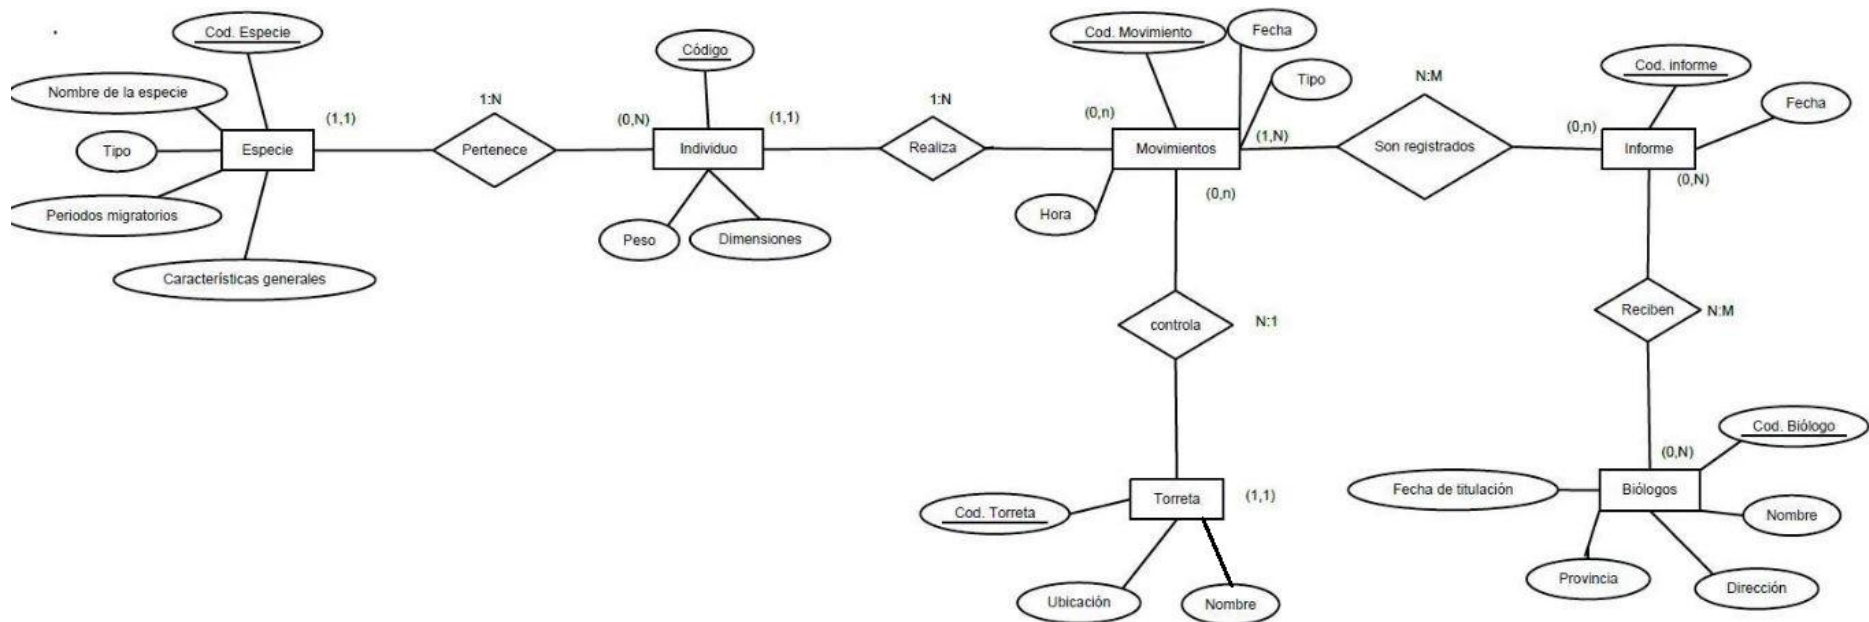 Cod. Especie
Nombre de la especie
Tipo
Periodos migratorios
Características generales
Especie
(1,1)
1:N
Pertenece
(0,N)
Código
Individuo
Peso
Dimensiones
(1,1)
1:N
Realiza
(0,n)
Cod. Movimiento
Fecha
Tipo
Movimientos
Hora
(1,N)
(0,n)
N:M
Son registrados
(0,n)
Cod. informe
Fecha
Informe
(0,N)
controla
N:1
Reciben
N:M
Torreta
(1,1)
Cod. Torreta
Ubicación
Nombre
(0,N)
Cod. Biólogo
Fecha de titulación
Biólogos
Nombre
Provincia
Dirección